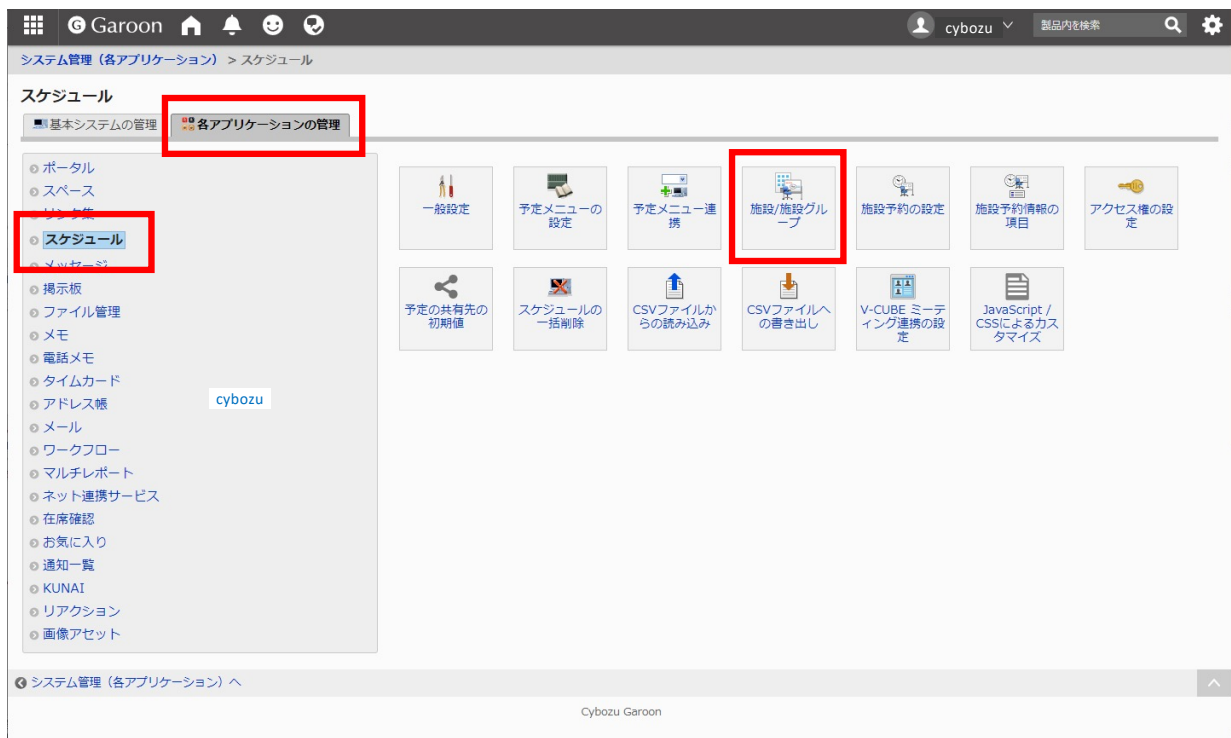 G Garoon
cybozu
製品内を検索
システム管理（各アプリケーション） > スケジュール
スケジュール
基本システムの管理
各アプリケーションの管理
ポータル
スペース
リンク集
スケジュール
メッセージ
掲示板
ファイル管理
メモ
電話メモ
タイムカード
アドレス帳
cybozu
メール
ワークフロー
マルチレポート
ネット連携サービス
在席確認
お気に入り
通知一覧
KUNAI
リアクション
画像アセット
一般設定
予定メニューの
設定
予定メニュー連
携
施設/施設グル
ープ
施設予約の設定
施設予約情報の
項目
アクセス権の設
定
予定の共有先の
初期値
スケジュールの
一括削除
CSVファイルか
らの読み込み
CSVファイルへ
の書き出し
V-CUBE ミーテ
ィング連携の設
定
JavaScript /
CSSによるカス
タマイズ
システム管理（各アプリケーション）へ
Cybozu Garoon